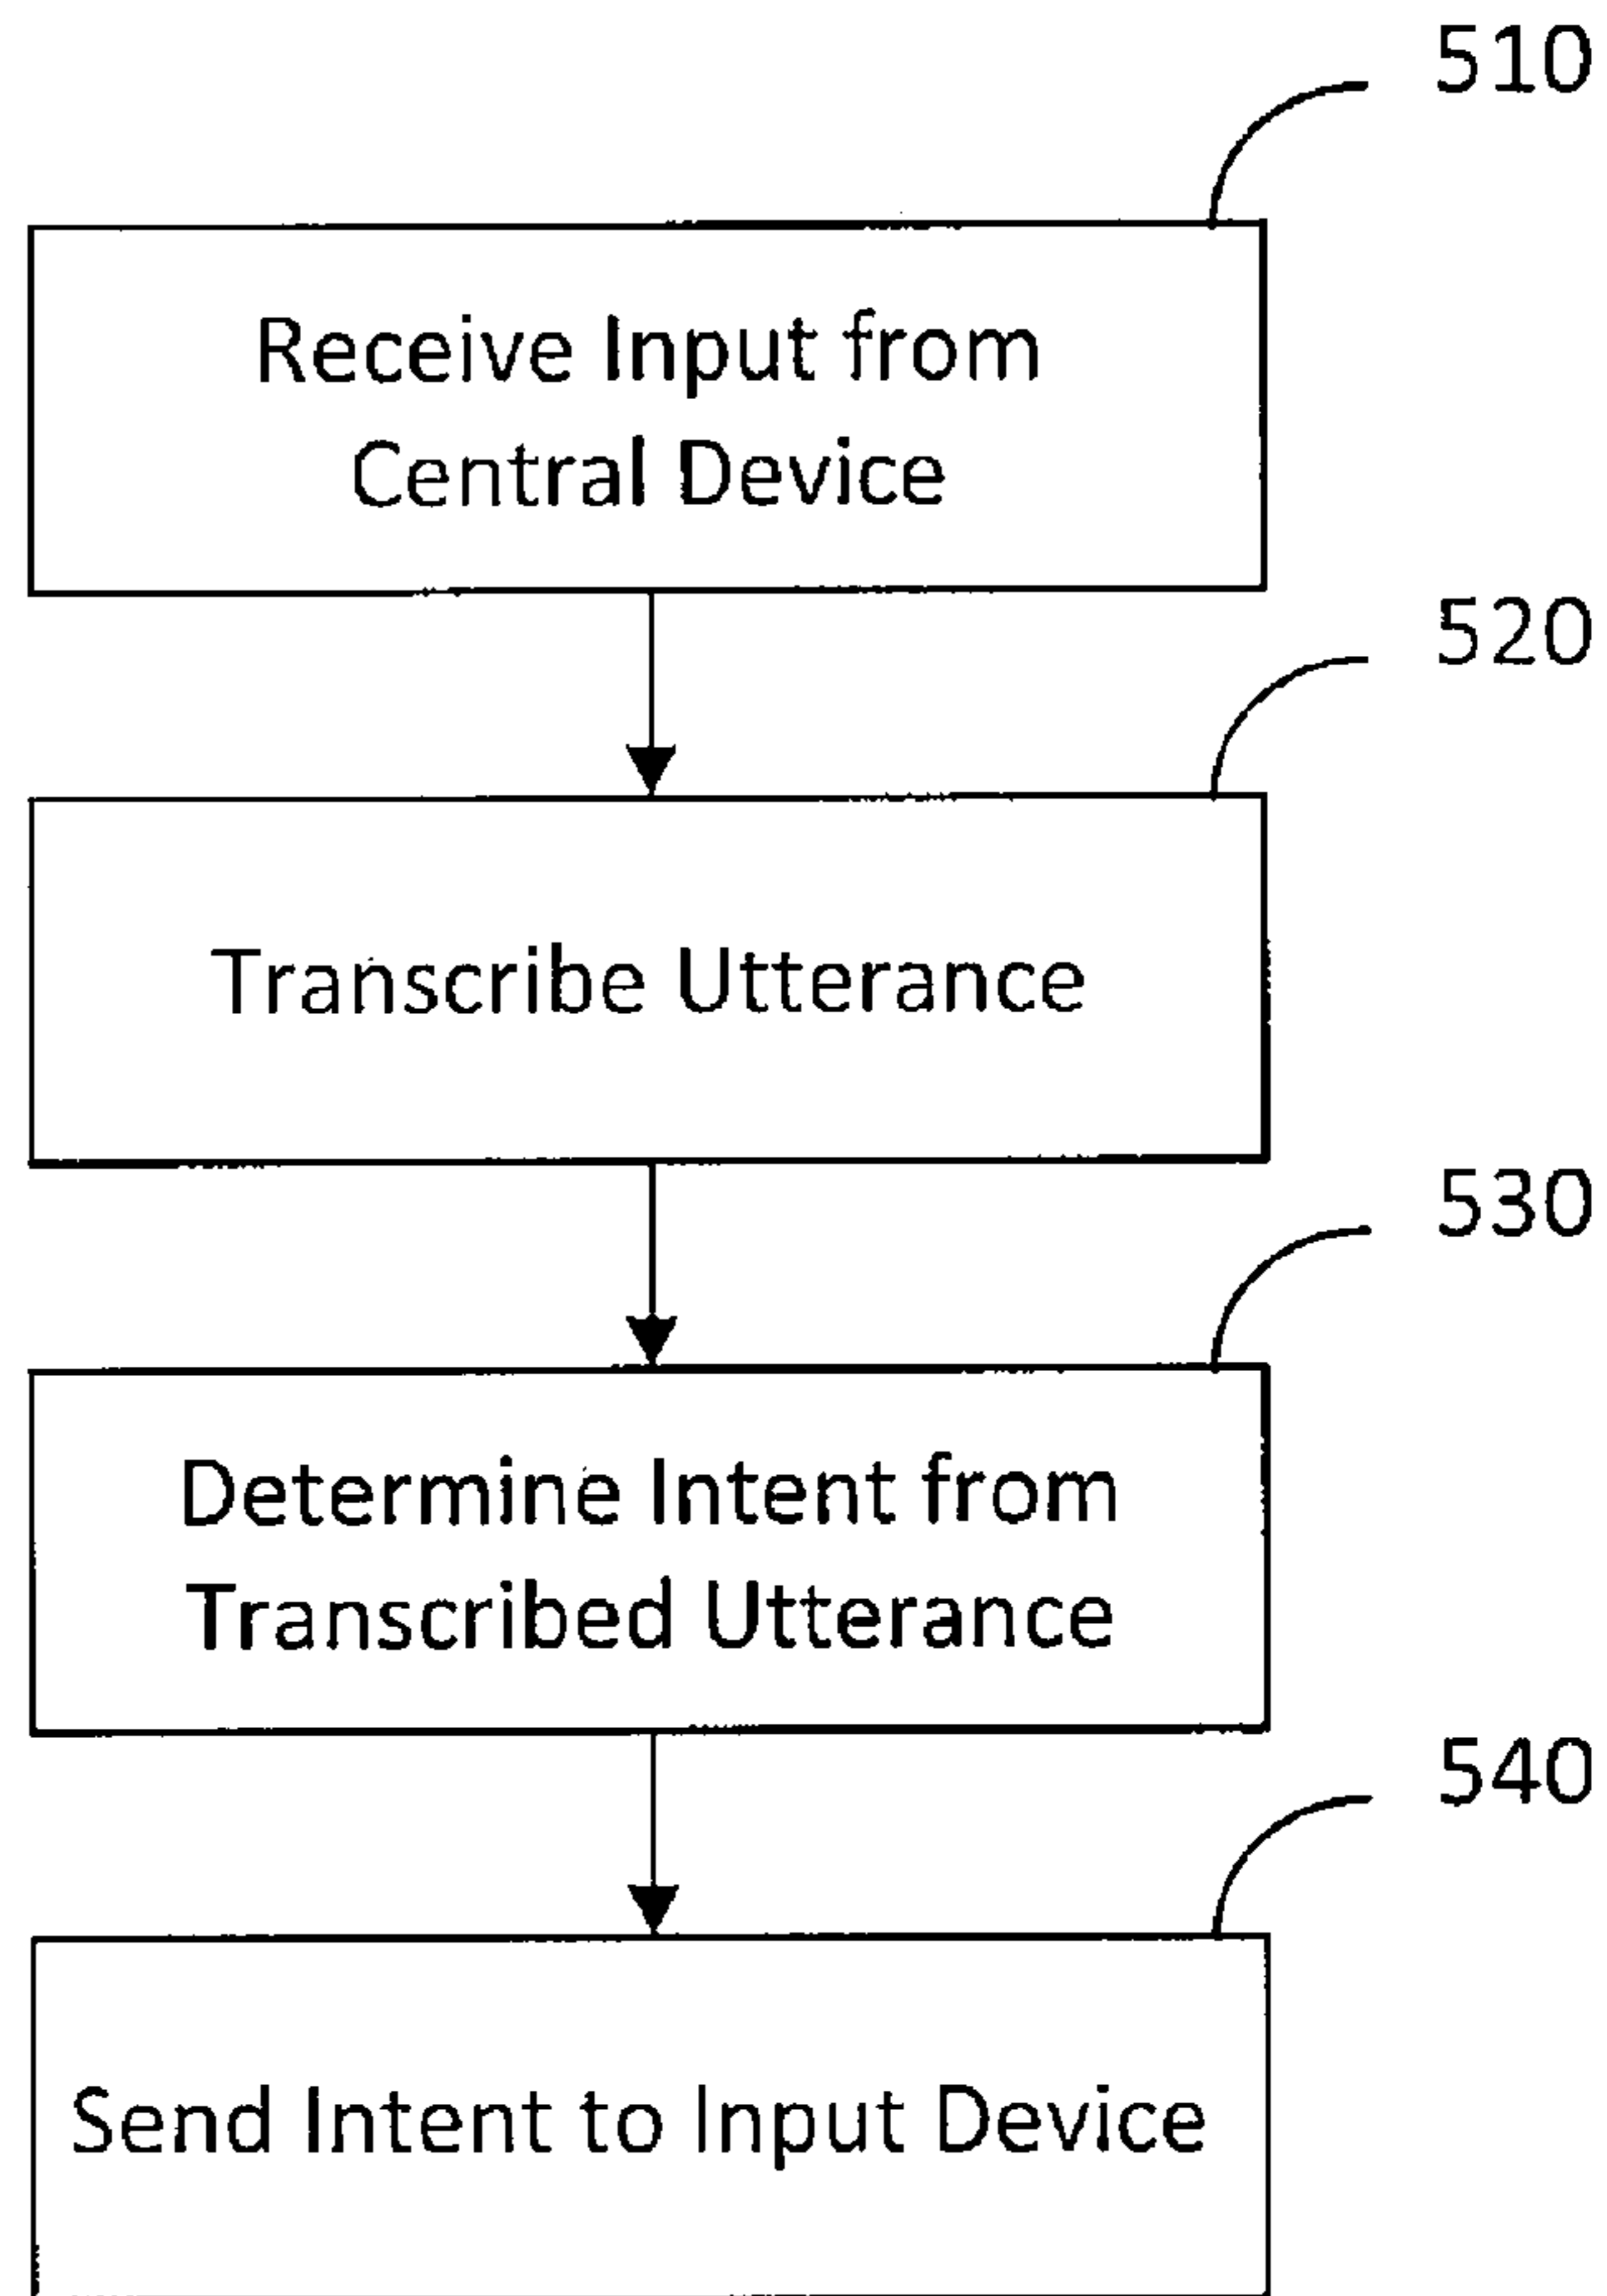 510
Receive Input from
Central Device
520
Transcribe Utterance
530
Determine Intent from
Transcribed Utterance
540
Send Intent to Input Device